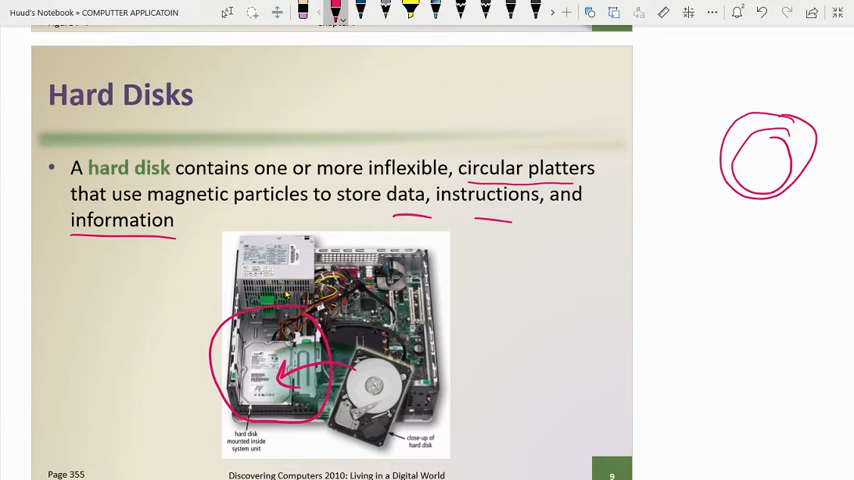 Huud's Notebook » COMPUTTER APPLICATOIN
Hard Disks
• A hard disk contains one or more inflexible, circular platters
that use magnetic particles to store data, instructions, and
information
hard disk
mounted inside
system unit
close-up of
hard disk
Page 355
Discovering Computers 2010: Living in a Digital World
9